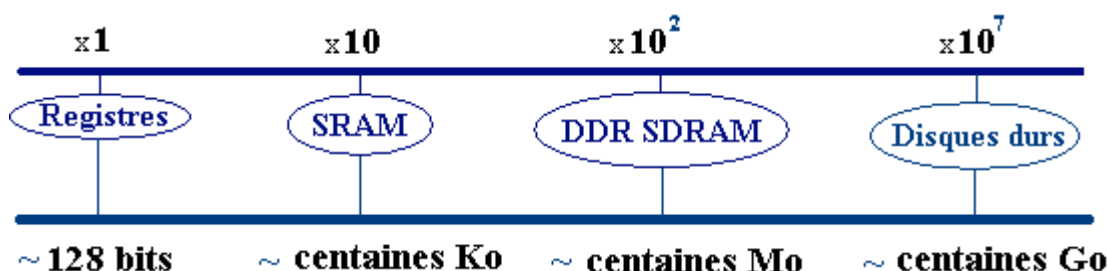 x1 x10 x10² x10⁷
Registres SRAM DDR SDRAM Disques durs
~ 128 bits ~ centaines Ko ~ centaines Mo ~ centaines Go